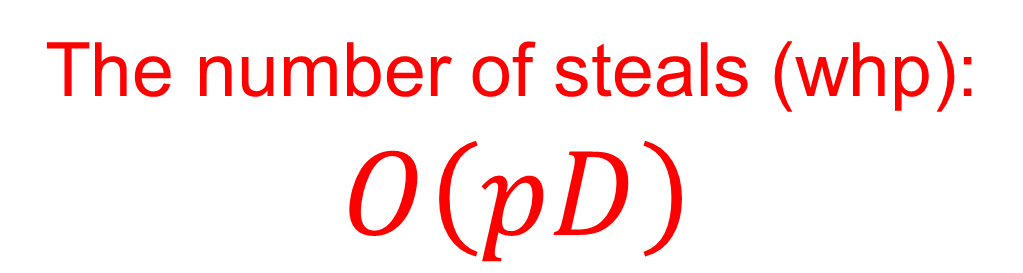 The number of steals (whp):
𝑂(𝑝𝐷)